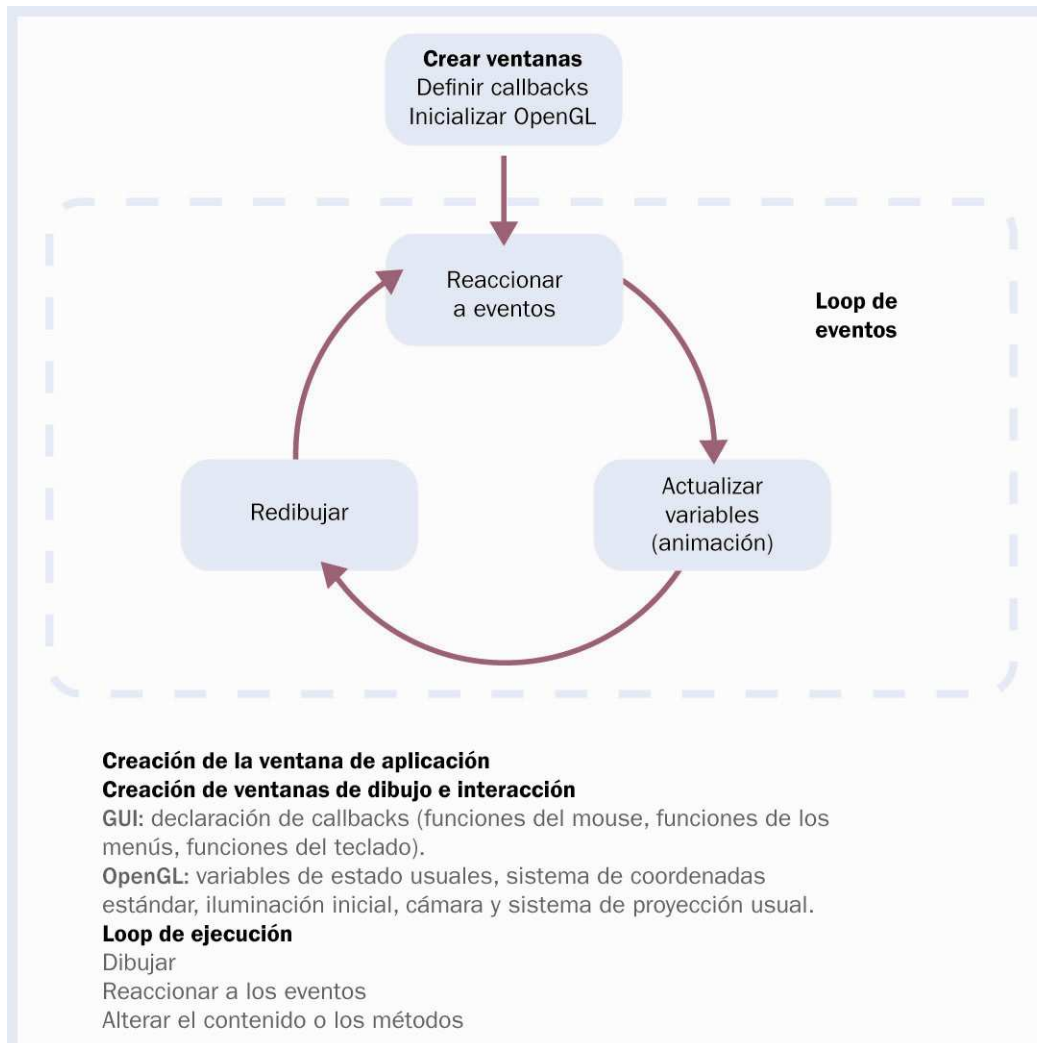 Crear ventanas
Definir callbacks
Inicializar OpenGL
Reaccionar
a eventos
Loop de
eventos
Redibujar
Actualizar
variables
(animación)
Creación de la ventana de aplicación
Creación de ventanas de dibujo e interacción
GUI: declaración de callbacks (funciones del mouse, funciones de los
menús, funciones del teclado).
OpenGL: variables de estado usuales, sistema de coordenadas
estándar, iluminación inicial, cámara y sistema de proyección usual.
Loop de ejecución
Dibujar
Reaccionar a los eventos
Alterar el contenido o los métodos